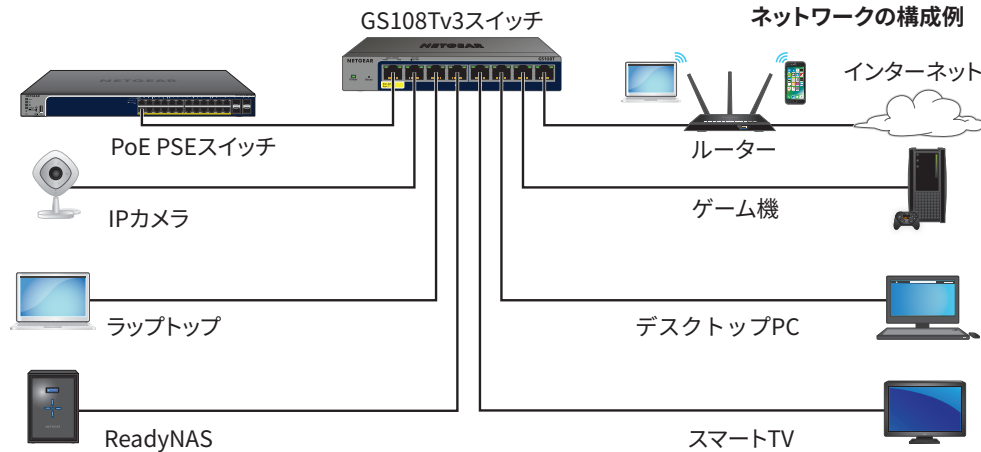 GS108Tv3スイッチ
ネットワークの構成例
NETGEAR
NETGEAR
GS108T
NETGEAR
インターネット
PoE PSEスイッチ
ルーター
IPカメラ
ゲーム機
ラップトップ
デスクトップPC
ReadyNAS
スマートTV